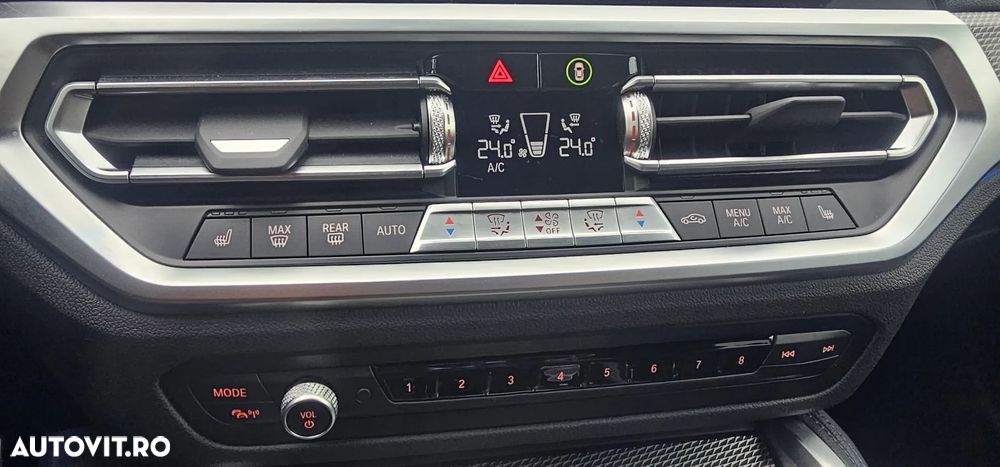 24.0 24.0
A/C
MAX REAR AUTO OFF MENU A/C MAX A/C
MODE VOL 1 2 3 4 5 6 7 8
AUTOVIT.RO